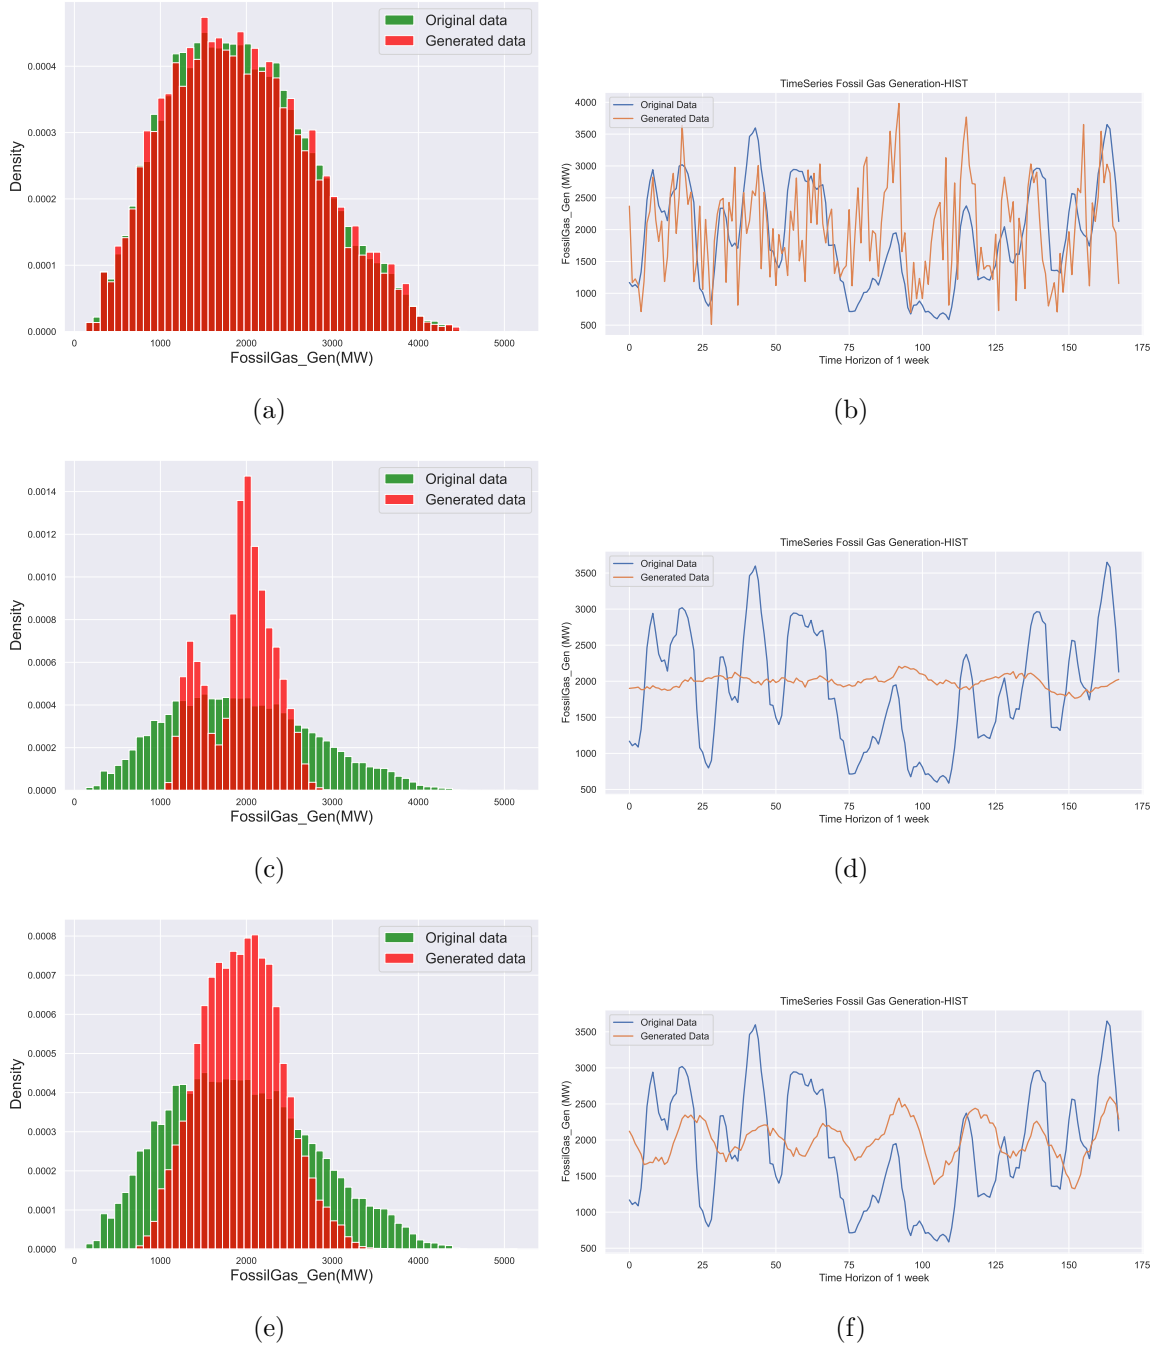 Original data
Generated data
0.0004
0.0003
0.0002
0.0001
0.0000
Density
0 1000 2000 3000 4000 5000
FossilGas_Gen(MW)
(a)
TimeSeries Fossil Gas Generation-HIST
Original Data
Generated Data
4000
3500
3000
2500
2000
1500
1000
500
FossilGas_Gen (MW)
0 25 50 75 100 125 150 175
Time Horizon of 1 week
(b)
Original data
Generated data
0.0014
0.0012
0.0010
0.0008
0.0006
0.0004
0.0002
0.0000
Density
0 1000 2000 3000 4000 5000
FossilGas_Gen(MW)
(c)
TimeSeries Fossil Gas Generation-HIST
Original Data
Generated Data
3500
3000
2500
2000
1500
1000
500
FossilGas_Gen (MW)
0 25 50 75 100 125 150 175
Time Horizon of 1 week
(d)
Original data
Generated data
0.0008
0.0007
0.0006
0.0005
0.0004
0.0003
0.0002
0.0001
0.0000
Density
0 1000 2000 3000 4000 5000
FossilGas_Gen(MW)
(e)
TimeSeries Fossil Gas Generation-HIST
Original Data
Generated Data
3500
3000
2500
2000
1500
1000
500
FossilGas_Gen (MW)
0 25 50 75 100 125 150 175
Time Horizon of 1 week
(f)